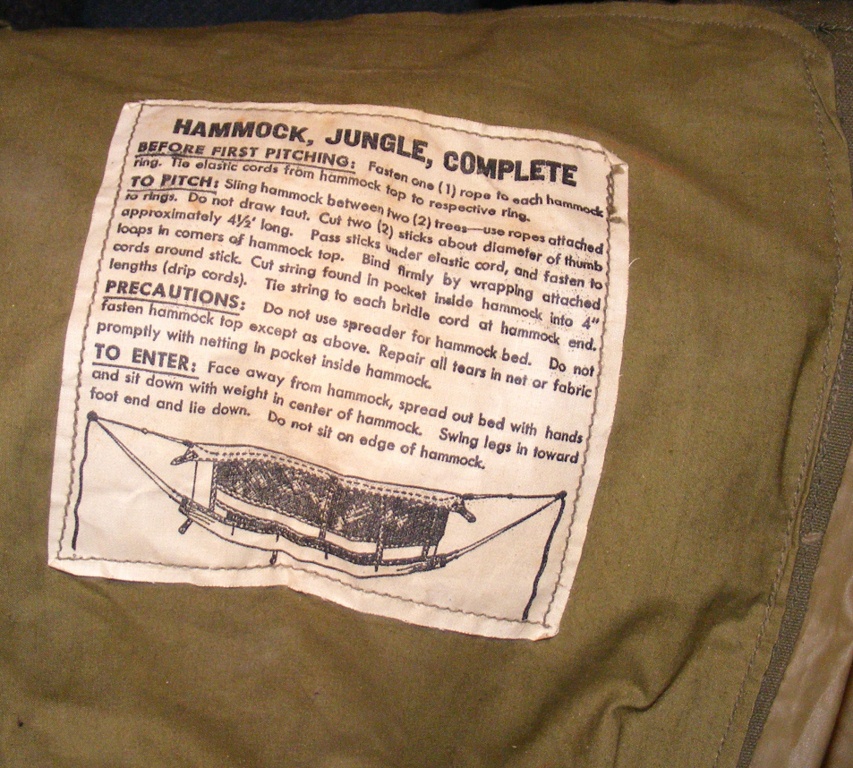 HAMMOCK, JUNGLE, COMPLETE
BEFORE FIRST PITCHING: Fasten one (1) rope to each hammock
ring. Tie elastic cords from hammock top to respective ring.
TO PITCH: Sling hammock between two (2) trees—use ropes attached
to rings. Do not draw taut. Cut two (2) sticks about diameter of thumb
approximately 4½' long. Pass sticks under elastic cord, and fasten to
loops in corners of hammock top. Bind firmly by wrapping attached
cords around stick. Cut string found in pocket inside hammock into 4"
lengths (drip cords). Tie string to each bridle cord at hammock end.
PRECAUTIONS: Do not use spreader for hammock bed. Do not
fasten hammock top except as above. Repair all tears in net or fabric
promptly with netting in pocket inside hammock.
TO ENTER: Face away from hammock, spread out bed with hands
and sit down with weight in center of hammock. Swing legs in toward
foot end and lie down. Do not sit on edge of hammock.